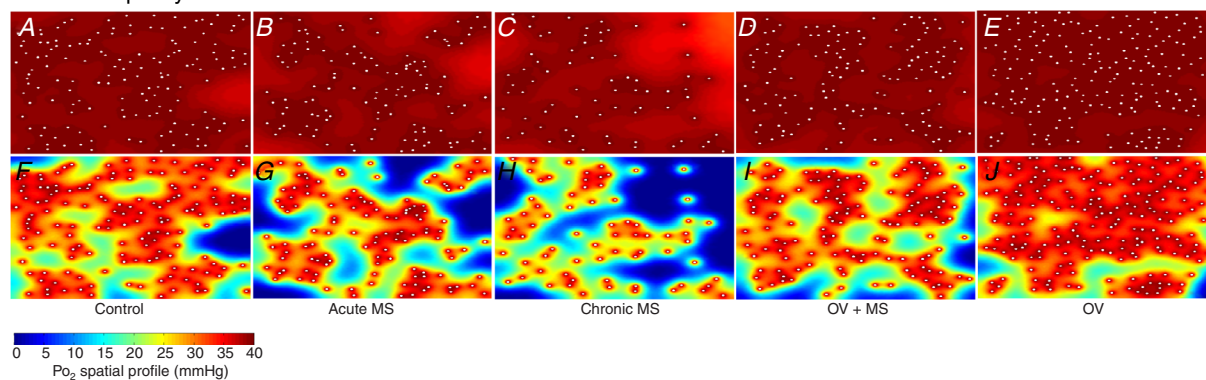 A B C D E
F G H I J
Control Acute MS Chronic MS OV + MS OV
0 5 10 15 20 25 30 35 40
Po₂ spatial profile (mmHg)